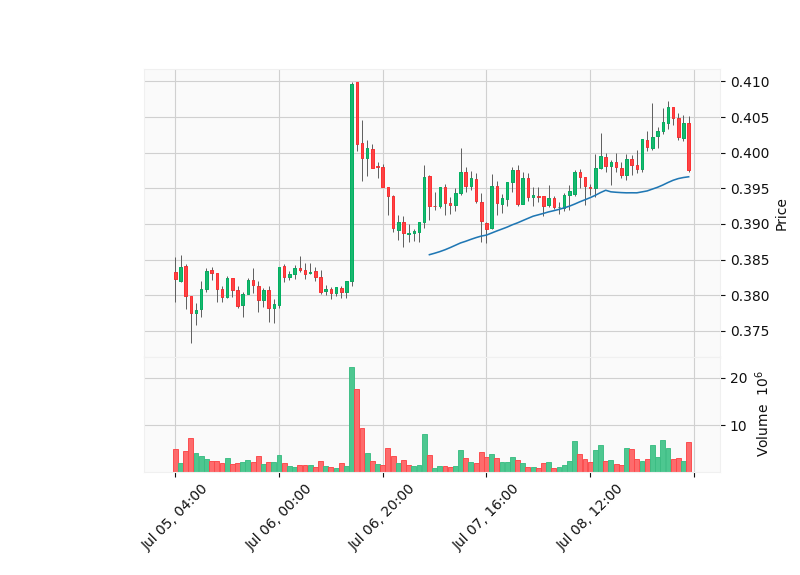 0.410
0.405
0.400
0.395
0.390
0.385
0.380
0.375
Price
20
10
Volume 10⁶
Jul 05, 04:00
Jul 06, 00:00
Jul 06, 20:00
Jul 07, 16:00
Jul 08, 12:00